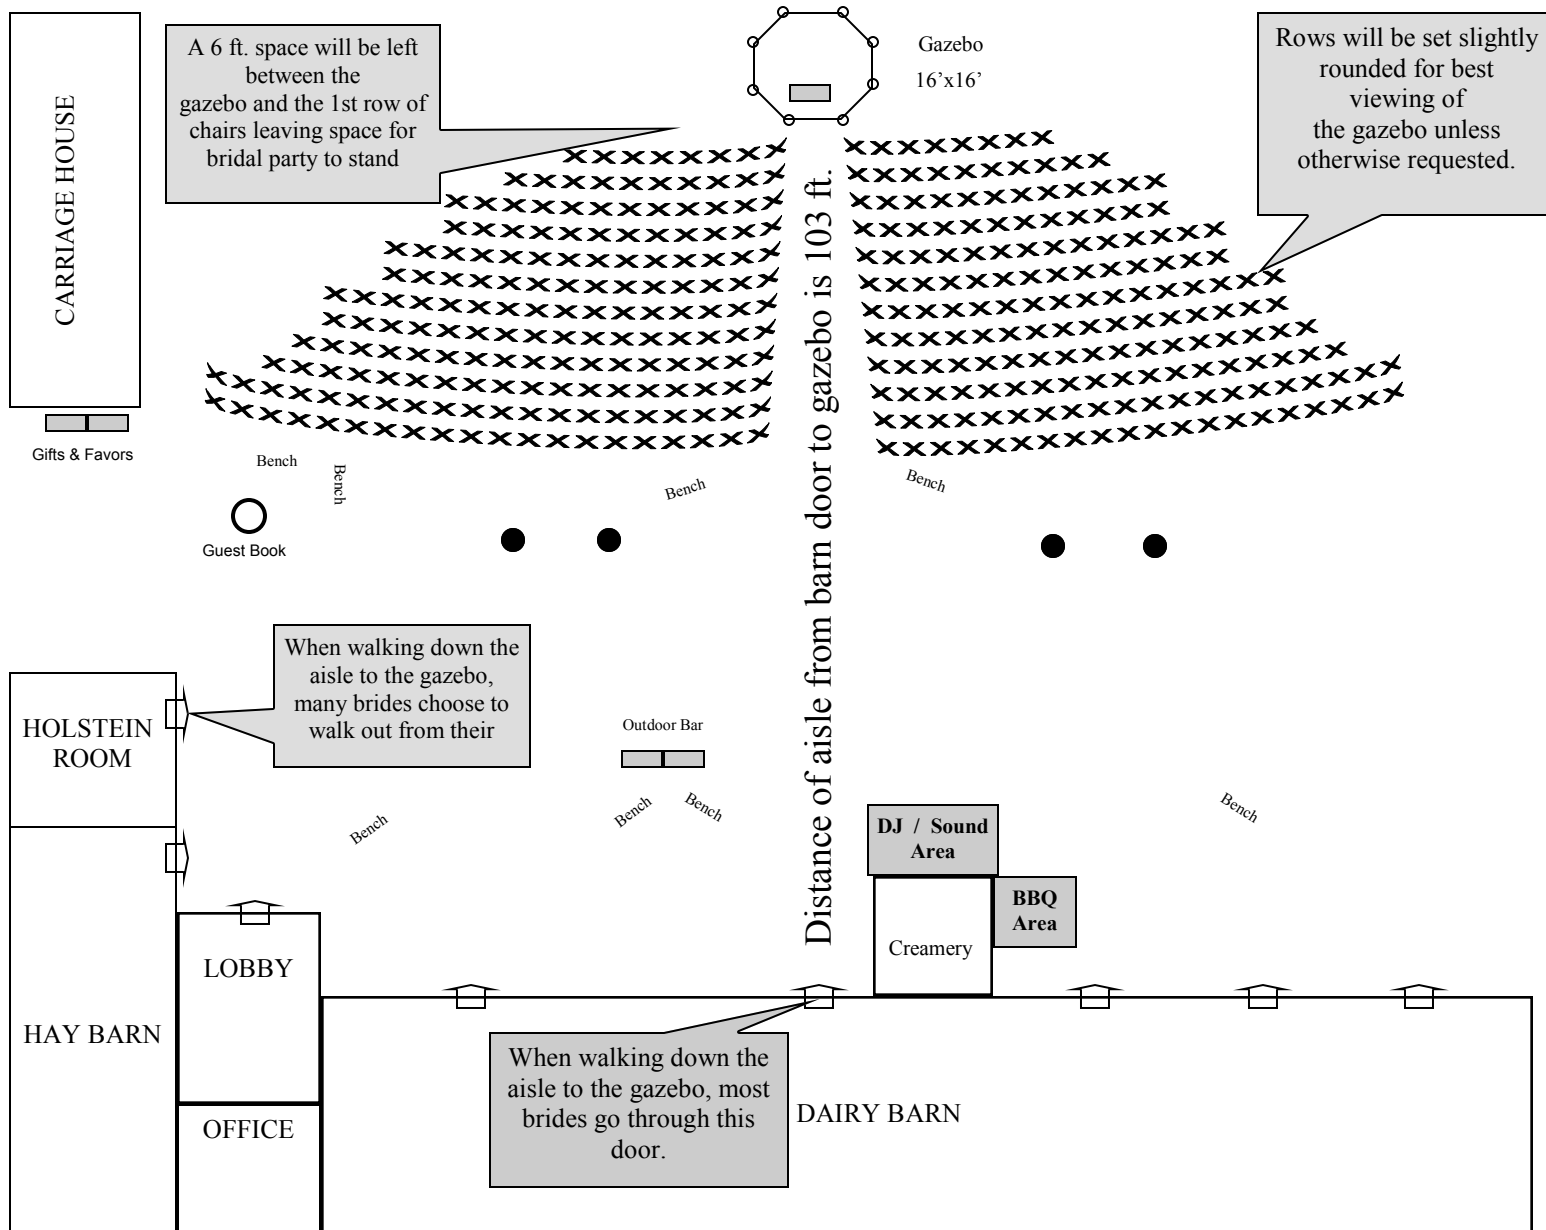 A 6 ft. space will be left
between the
gazebo and the 1st row of
chairs leaving space for
bridal party to stand
Gazebo
16’x16’
Rows will be set slightly
rounded for best
viewing of
the gazebo unless
otherwise requested.
CARRIAGE HOUSE
Gifts & Favors
Bench
Bench
Bench
Bench
Guest Book
Distance of aisle from barn door to gazebo is 103 ft.
When walking down the
aisle to the gazebo,
many brides choose to
walk out from their
HOLSTEIN
ROOM
Outdoor Bar
Bench
Bench
Bench
Bench
DJ / Sound
Area
BBQ
Area
Creamery
LOBBY
HAY BARN
OFFICE
When walking down the
aisle to the gazebo, most
brides go through this
door.
DAIRY BARN